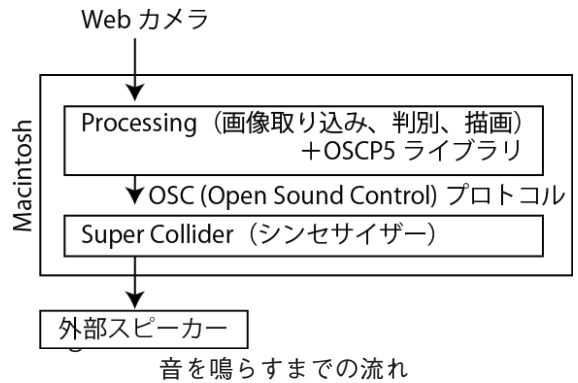 Web カメラ
Macintosh
Processing（画像取り込み、判別、描画）
＋OSCP5 ライブラリ
OSC (Open Sound Control) プロトコル
Super Collider（シンセサイザー）
外部スピーカー
音を鳴らすまでの流れ